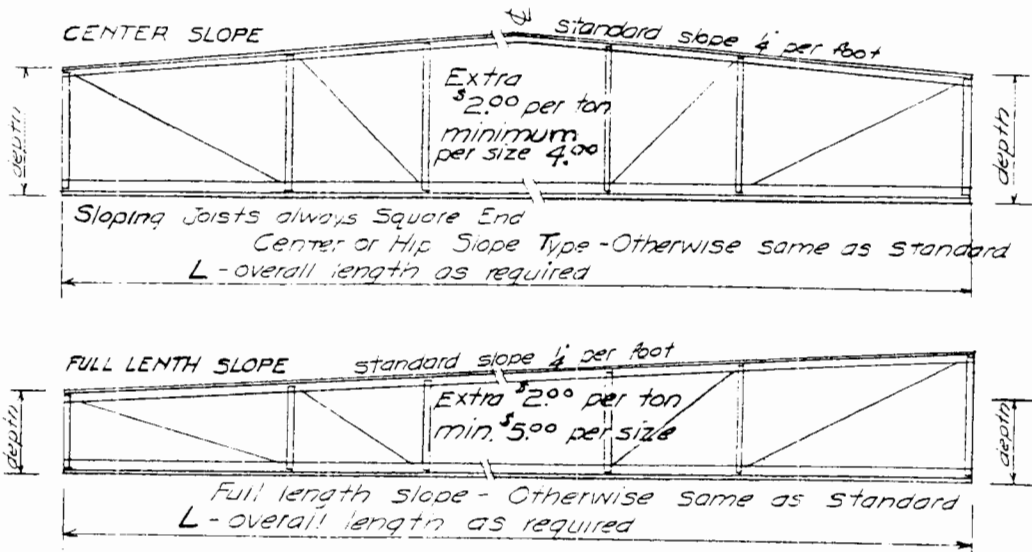 CENTER SLOPE
℄ standard slope ¼" per foot
Extra
$2.00 per ton
minimum
per size 4.00
depth
depth
Sloping Joists always Square End
Center or Hip Slope Type - Otherwise same as standard
L - overall length as required
FULL LENTH SLOPE
standard slope ¼" per foot
Extra $2.00 per ton
min. $5.00 per size
depth
depth
Full length slope - Otherwise same as standard
L - overall length as required